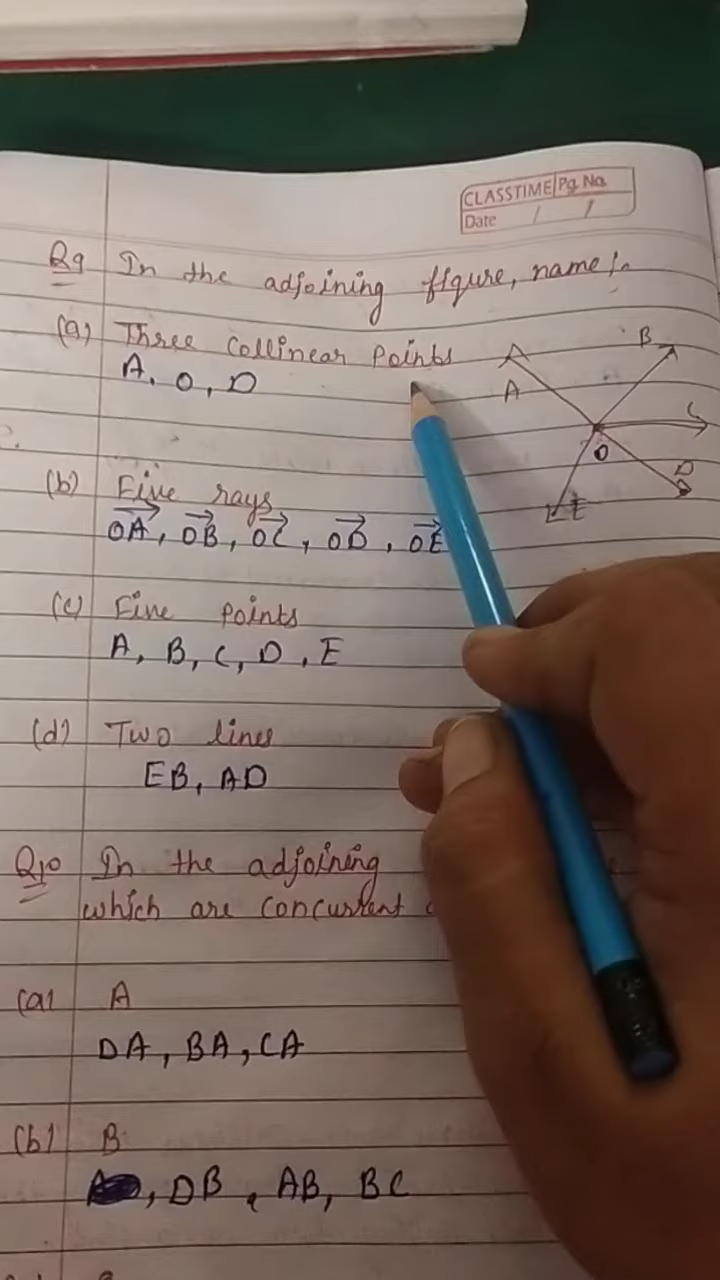 CLASSTIME Pg No.
Date / /
Q9 In the adjoining figure, name :-
(a) Three Collinear Points
A, O, D
A
B
C
O
D
E
(b) Five rays
OA, OB, OC, OD, OE
(c) Five points
A, B, C, D, E
(d) Two lines
EB, AD
Q10 In the adjoining
which are concurrent
(a) A
DA, BA, CA
(b) B
, DB, AB, BC